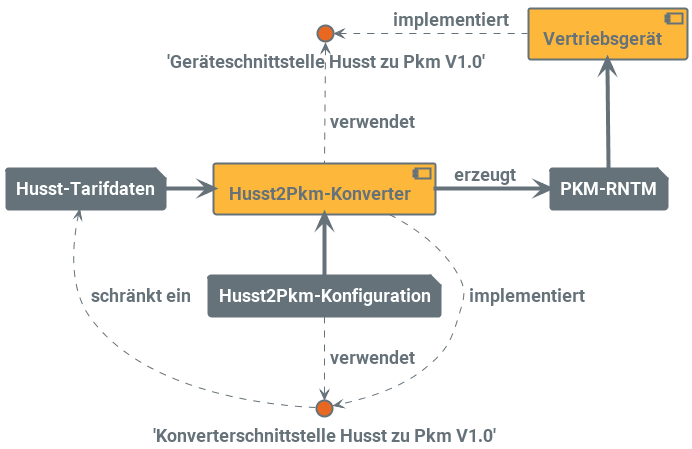 implementiert
Vertriebsgerät
'Geräteschnittstelle Husst zu Pkm V1.0'
verwendet
Husst-Tarifdaten
Husst2Pkm-Konverter
erzeugt
PKM-RNTM
schränkt ein
Husst2Pkm-Konfiguration
implementiert
verwendet
'Konverterschnittstelle Husst zu Pkm V1.0'